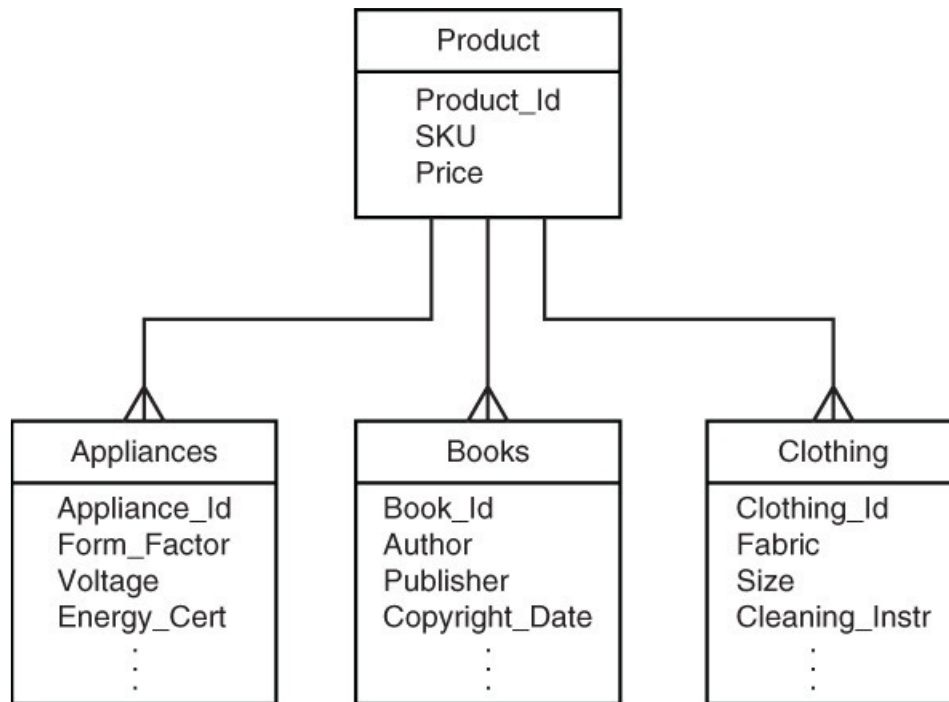 Product
Product_Id
SKU
Price
Appliances
Appliance_Id
Form_Factor
Voltage
Energy_Cert
Books
Book_Id
Author
Publisher
Copyright_Date
Clothing
Clothing_Id
Fabric
Size
Cleaning_Instr